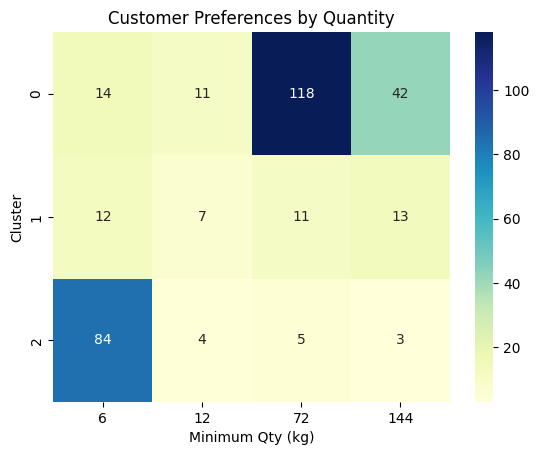 Customer Preferences by Quantity
0 14 11 118 42
1 12 7 11 13
2 84 4 5 3
6 12 72 144
Minimum Qty (kg)
Cluster
100
80
60
40
20